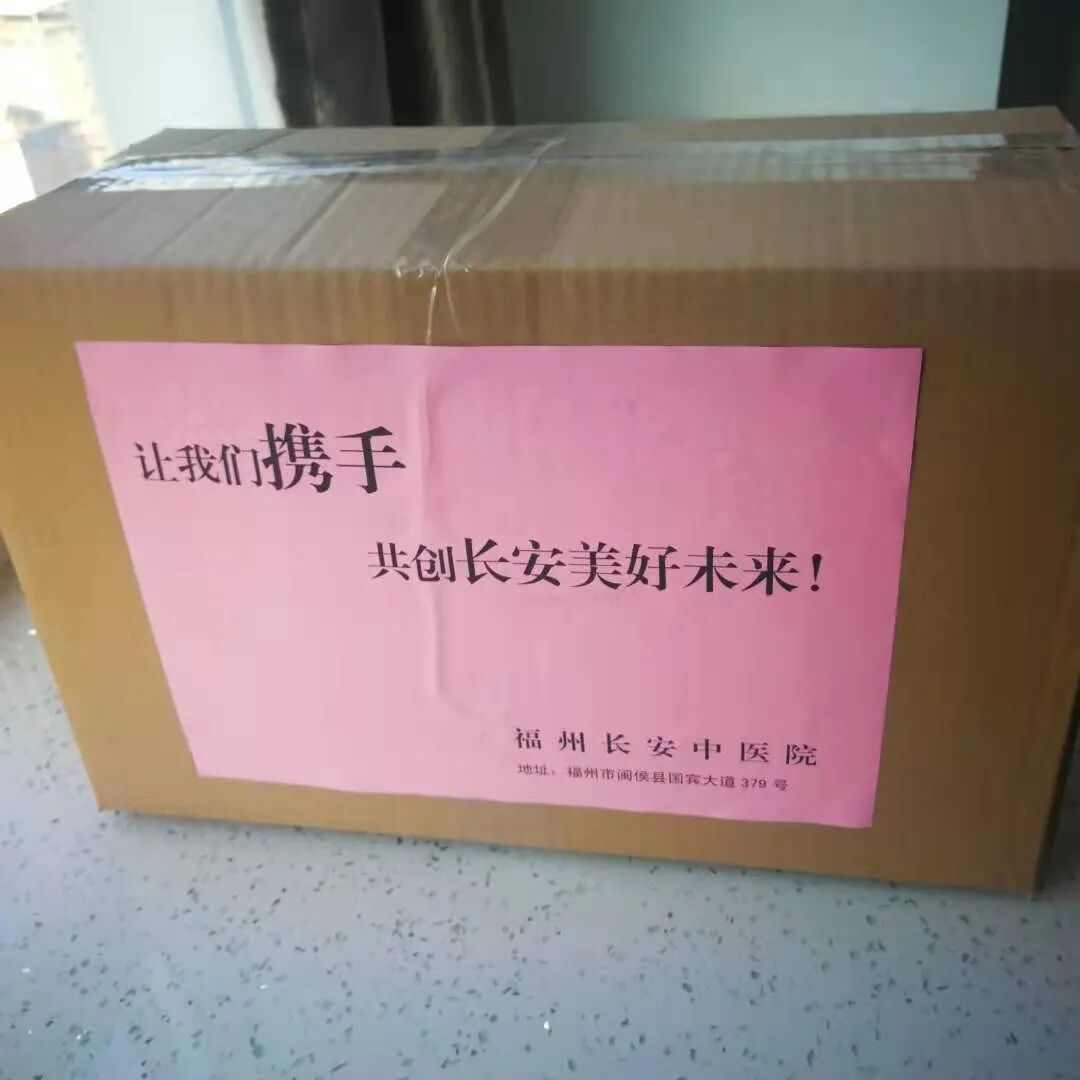 让我们携手
共创长安美好未来！
福州长安中医院
地址：福州市闽侯县国宾大道379号